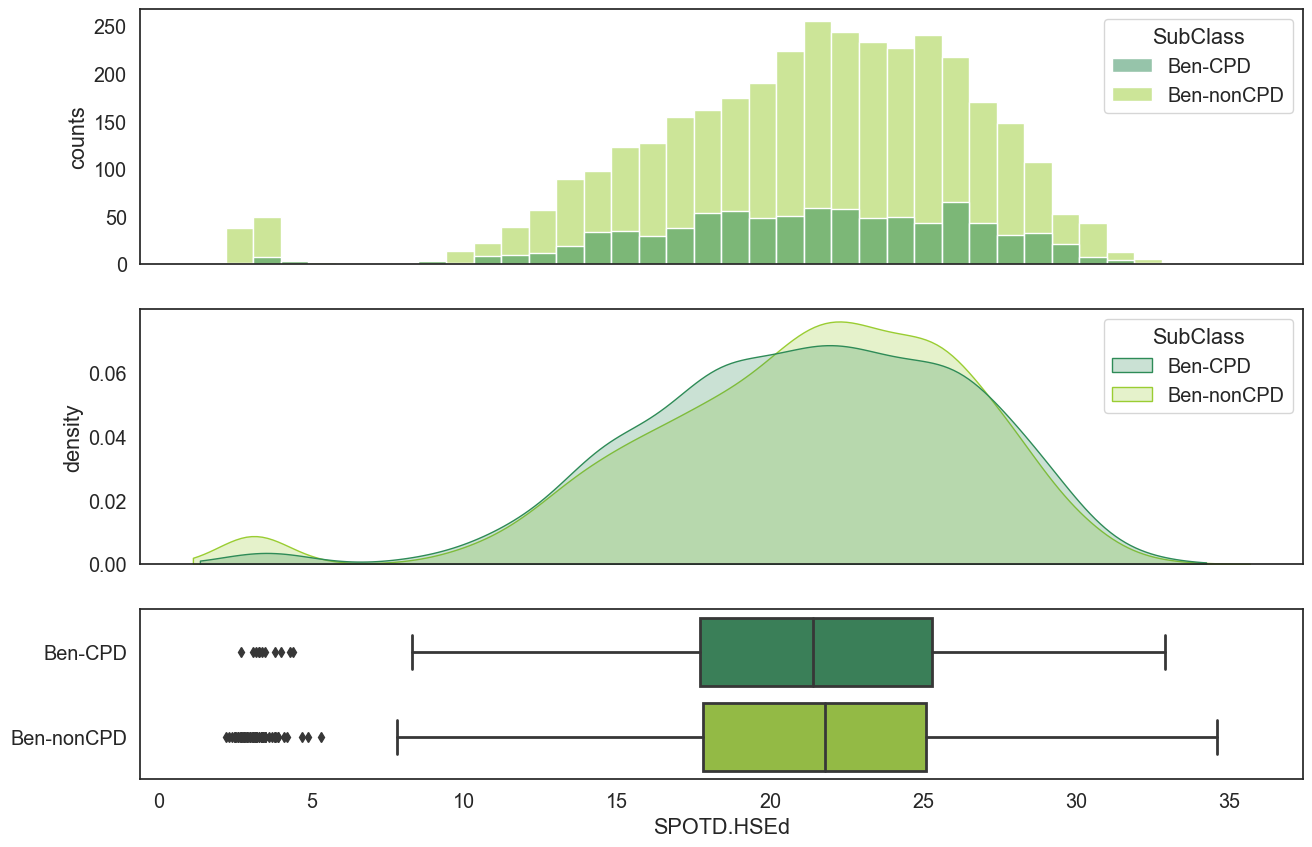 250
200
150
100
50
0
counts
SubClass
Ben-CPD
Ben-nonCPD
0.06
0.04
0.02
0.00
density
SubClass
Ben-CPD
Ben-nonCPD
Ben-CPD
Ben-nonCPD
0 5 10 15 20 25 30 35
SPOTD.HSEd